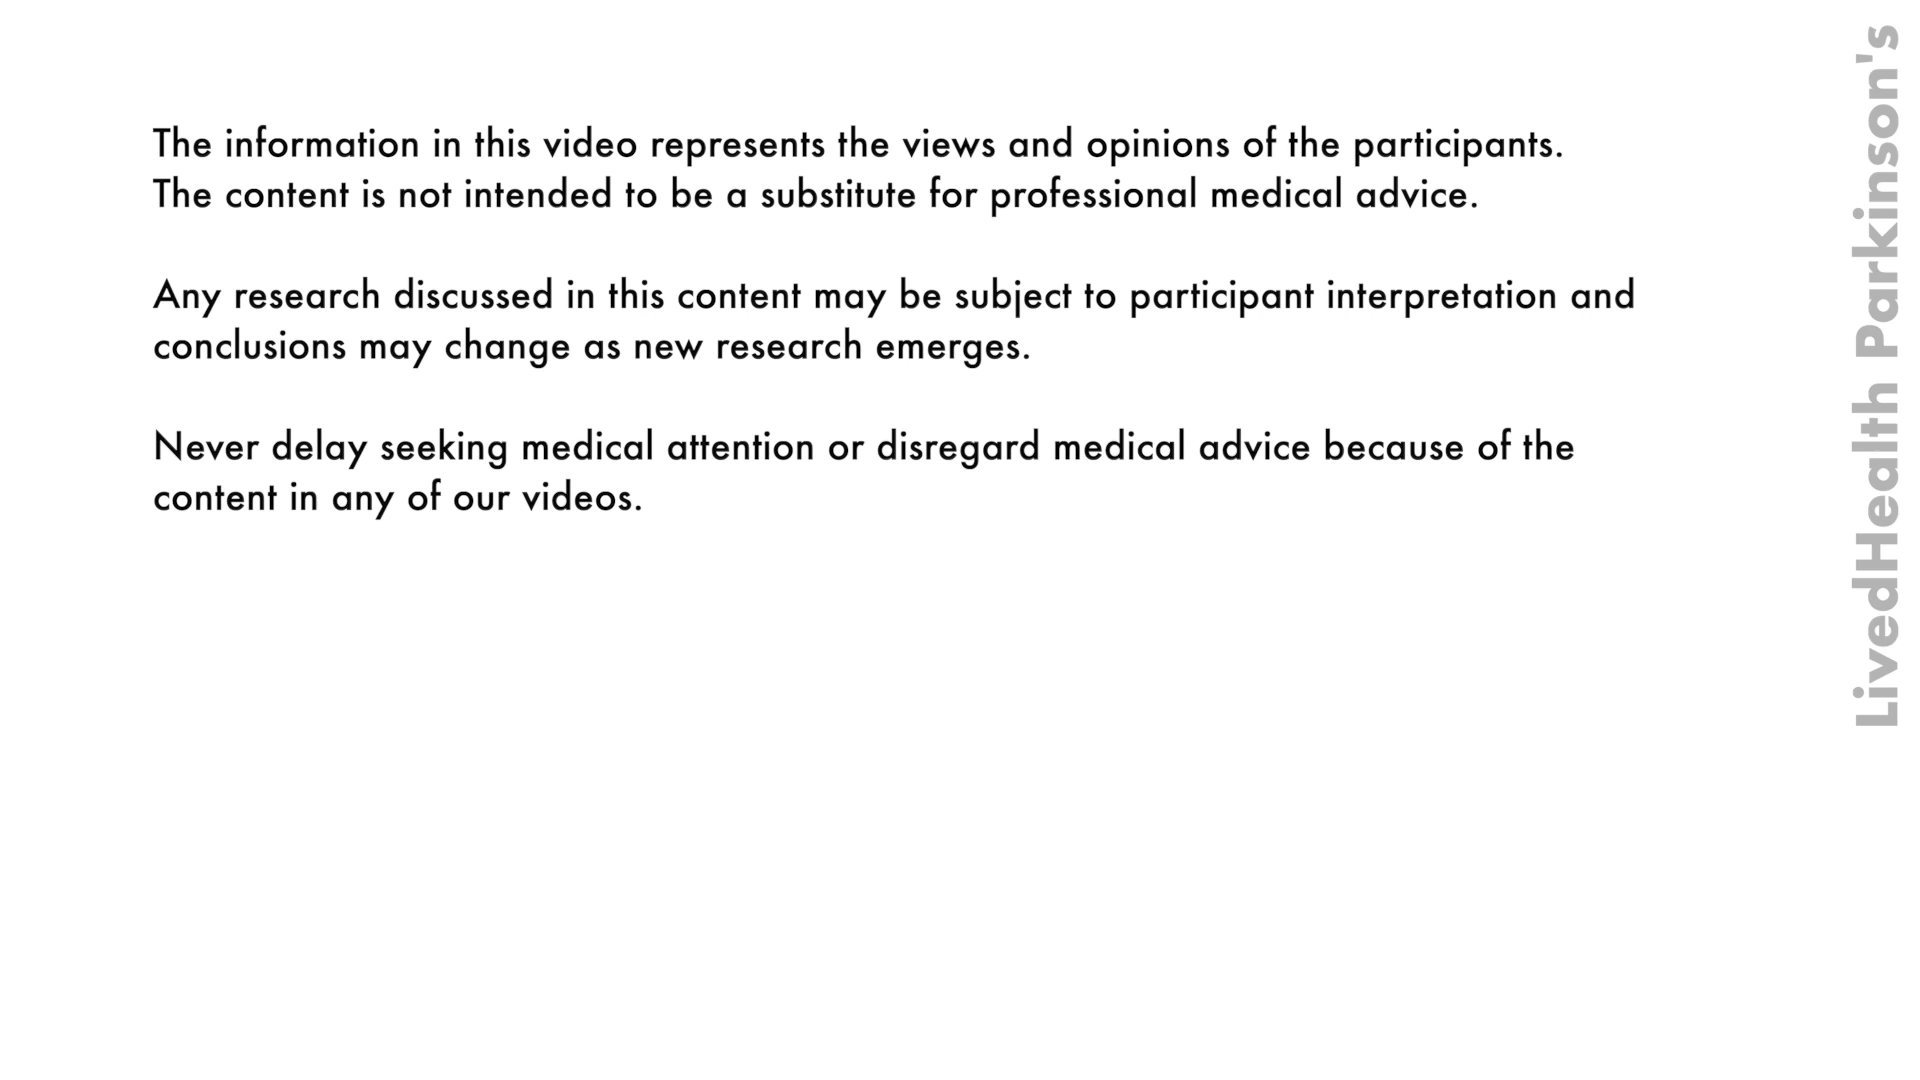 The information in this video represents the views and opinions of the participants.
The content is not intended to be a substitute for professional medical advice.
Any research discussed in this content may be subject to participant interpretation and
conclusions may change as new research emerges.
Never delay seeking medical attention or disregard medical advice because of the
content in any of our videos.
LivedHealth Parkinson's